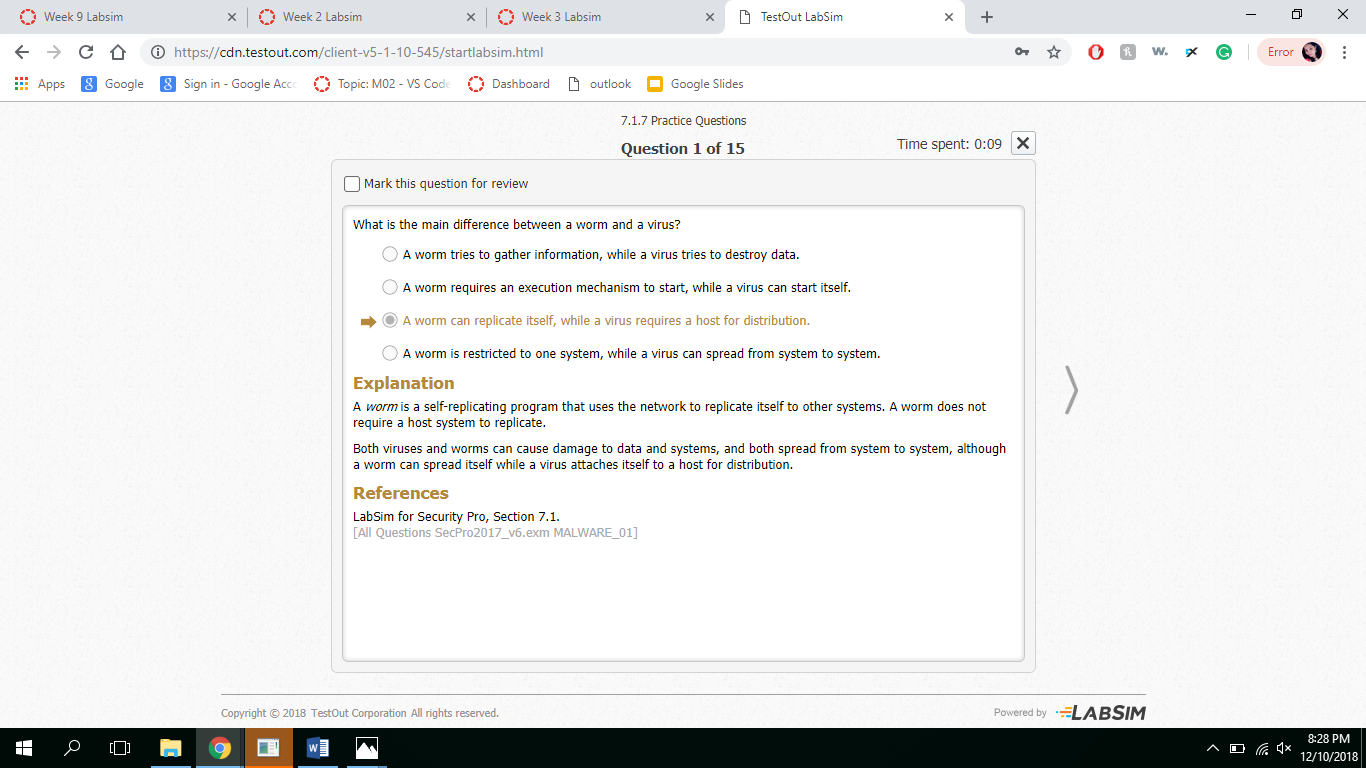 Week 9 Labsim
Week 2 Labsim
Week 3 Labsim
TestOut LabSim
https://cdn.testout.com/client-v5-1-10-545/startlabsim.html
Error
Apps
Google
Sign in - Google Acco
Topic: M02 - VS Code
Dashboard
outlook
Google Slides
7.1.7 Practice Questions
Question 1 of 15
Time spent: 0:09
Mark this question for review
What is the main difference between a worm and a virus?
A worm tries to gather information, while a virus tries to destroy data.
A worm requires an execution mechanism to start, while a virus can start itself.
A worm can replicate itself, while a virus requires a host for distribution.
A worm is restricted to one system, while a virus can spread from system to system.
Explanation
A worm is a self-replicating program that uses the network to replicate itself to other systems. A worm does not
require a host system to replicate.
Both viruses and worms can cause damage to data and systems, and both spread from system to system, although
a worm can spread itself while a virus attaches itself to a host for distribution.
References
LabSim for Security Pro, Section 7.1.
[All Questions SecPro2017_v6.exm MALWARE_01]
Copyright © 2018 TestOut Corporation All rights reserved.
Powered by LABSIM
8:28 PM
12/10/2018